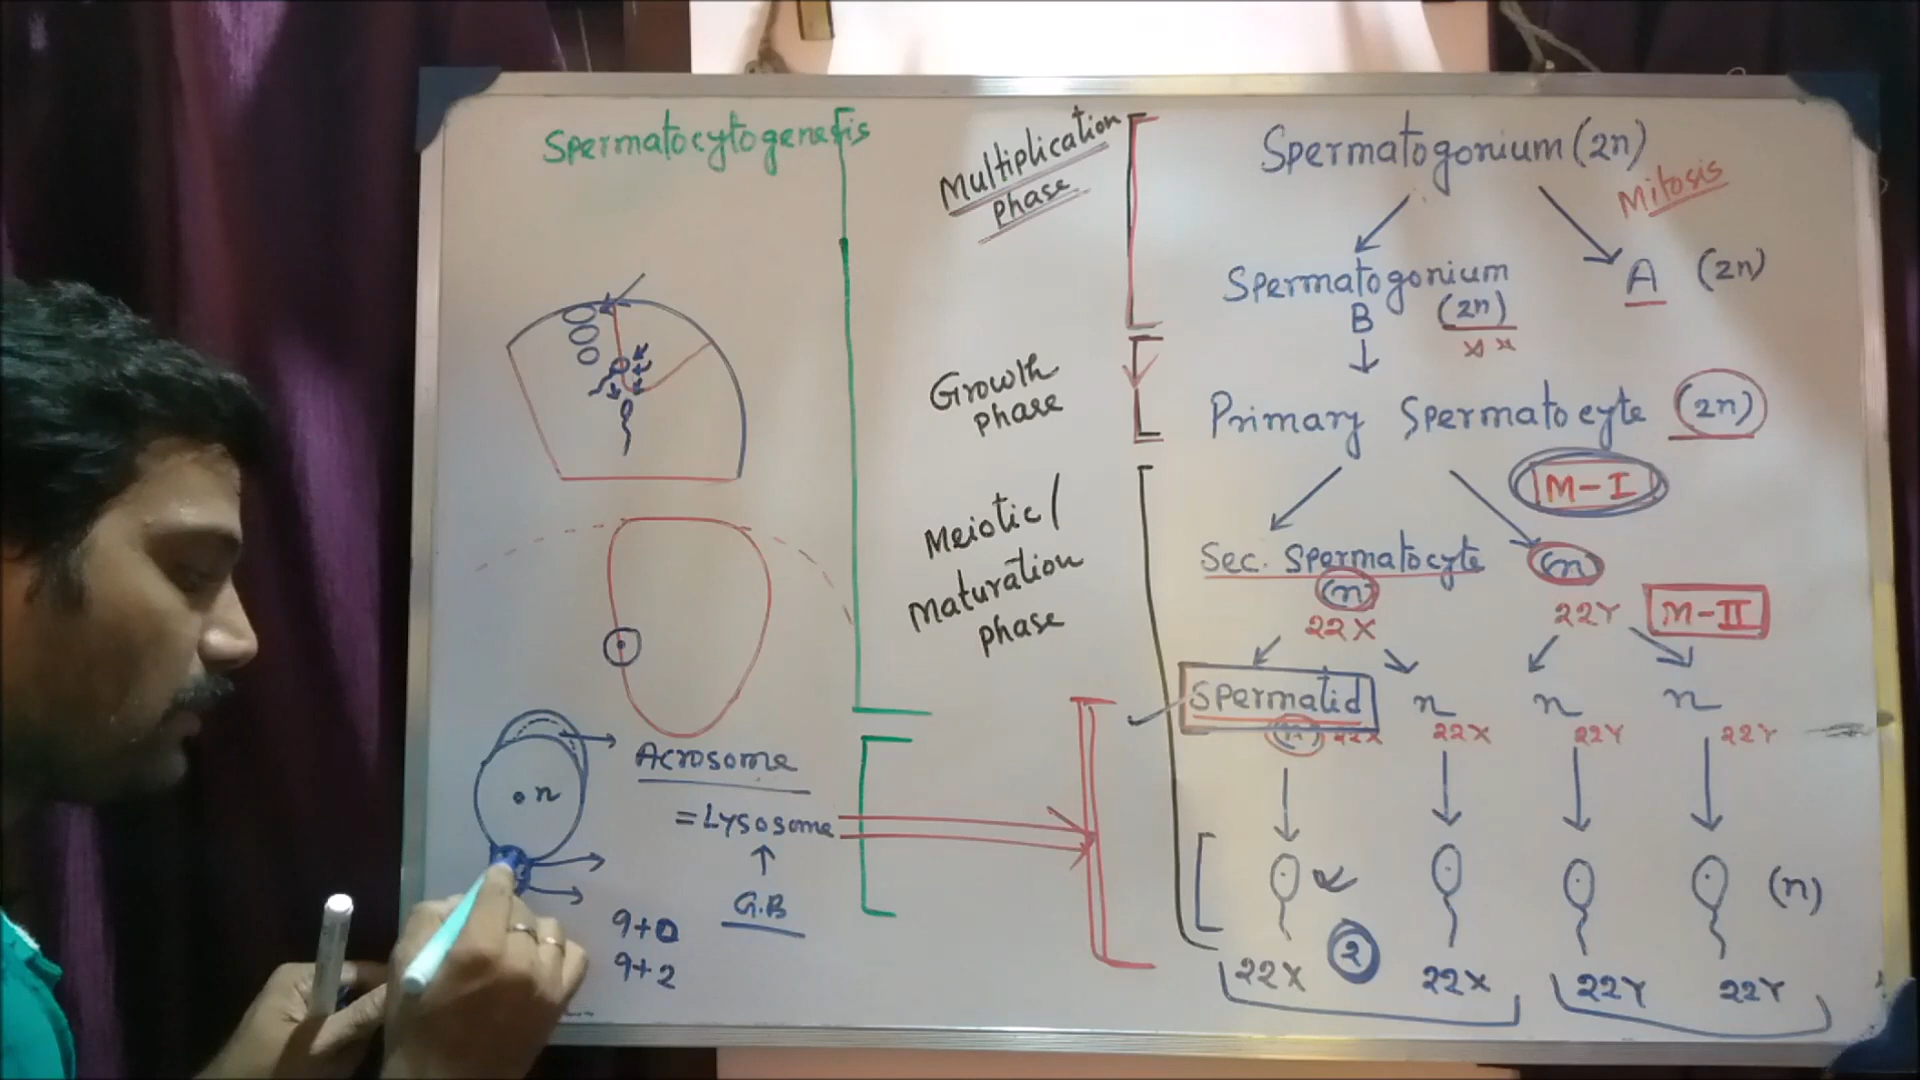 Spermatocytogenesis
Multiplication
phase
Spermatogonium (2n)
Mitosis
Spermatogonium
B
(2n)
A (2n)
Growth
phase
Primary Spermatocyte (2n)
M-I
Meiotic/
Maturation
phase
Sec. Spermatocyte
(n)
(n)
22X
22Y
M-II
Spermatid
n
n
n
(n) 22X
22X
22Y
22Y
Acrosome
n
= Lysosome
G.B
9+0
9+2
(n)
2
22X
22X
22Y
22Y